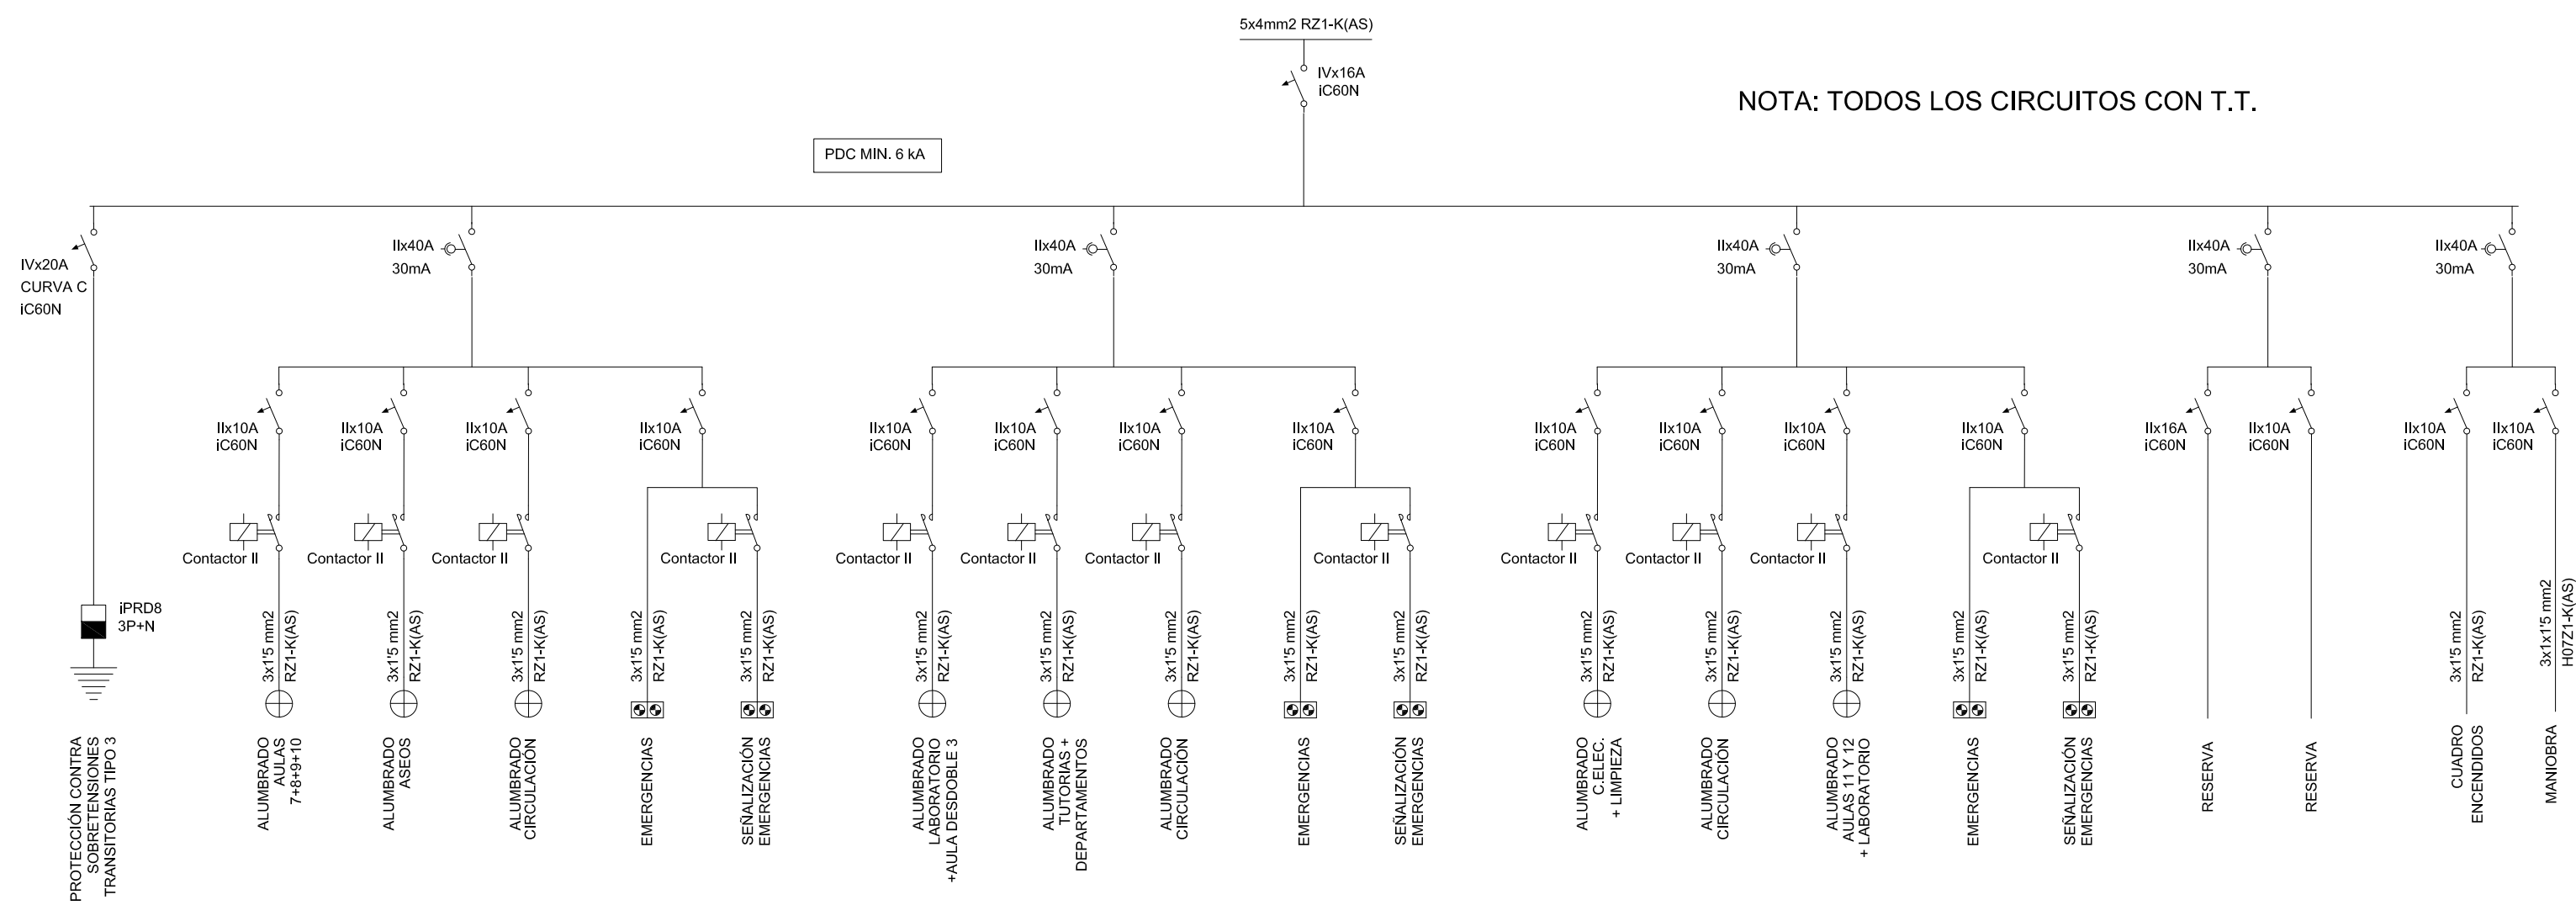 5x4mm2 RZ1-K(AS)
IVx16A
iC60N
NOTA: TODOS LOS CIRCUITOS CON T.T.
PDC MIN. 6 kA
IVx20A
CURVA C
iC60N
IIx40A
30mA
IIx40A
30mA
IIx40A
30mA
IIx40A
30mA
IIx40A
30mA
IIx10A
iC60N
IIx10A
iC60N
IIx10A
iC60N
IIx10A
iC60N
IIx10A
iC60N
IIx10A
iC60N
IIx10A
iC60N
IIx10A
iC60N
IIx10A
iC60N
IIx10A
iC60N
IIx10A
iC60N
IIx10A
iC60N
IIx16A
iC60N
IIx10A
iC60N
IIx10A
iC60N
IIx10A
iC60N
Contactor II
Contactor II
Contactor II
Contactor II
Contactor II
Contactor II
Contactor II
Contactor II
Contactor II
Contactor II
Contactor II
Contactor II
iPRD8
3P+N
3x1'5 mm2
RZ1-K(AS)
3x1'5 mm2
RZ1-K(AS)
3x1'5 mm2
RZ1-K(AS)
3x1'5 mm2
RZ1-K(AS)
3x1'5 mm2
RZ1-K(AS)
3x1'5 mm2
RZ1-K(AS)
3x1'5 mm2
RZ1-K(AS)
3x1'5 mm2
RZ1-K(AS)
3x1'5 mm2
RZ1-K(AS)
3x1'5 mm2
RZ1-K(AS)
3x1'5 mm2
RZ1-K(AS)
3x1'5 mm2
RZ1-K(AS)
3x1'5 mm2
RZ1-K(AS)
3x1'5 mm2
RZ1-K(AS)
3x1'5 mm2
RZ1-K(AS)
3x1'5 mm2
RZ1-K(AS)
3x1x1'5 mm2
H07Z1-K(AS)
PROTECCIÓN CONTRA
SOBRETENSIONES
TRANSITORIAS TIPO 3
ALUMBRADO
AULAS
7+8+9+10
ALUMBRADO
ASEOS
ALUMBRADO
CIRCULACIÓN
EMERGENCIAS
SEÑALIZACIÓN
EMERGENCIAS
ALUMBRADO
LABORATORIO
+AULA DESDOBLE 3
ALUMBRADO
TUTORIAS +
DEPARTAMENTOS
ALUMBRADO
CIRCULACIÓN
EMERGENCIAS
SEÑALIZACIÓN
EMERGENCIAS
ALUMBRADO
C.ELEC.
+ LIMPIEZA
ALUMBRADO
CIRCULACIÓN
ALUMBRADO
AULAS 11 Y 12
+ LABORATORIO
EMERGENCIAS
SEÑALIZACIÓN
EMERGENCIAS
RESERVA
RESERVA
CUADRO
ENCENDIDOS
MANIOBRA